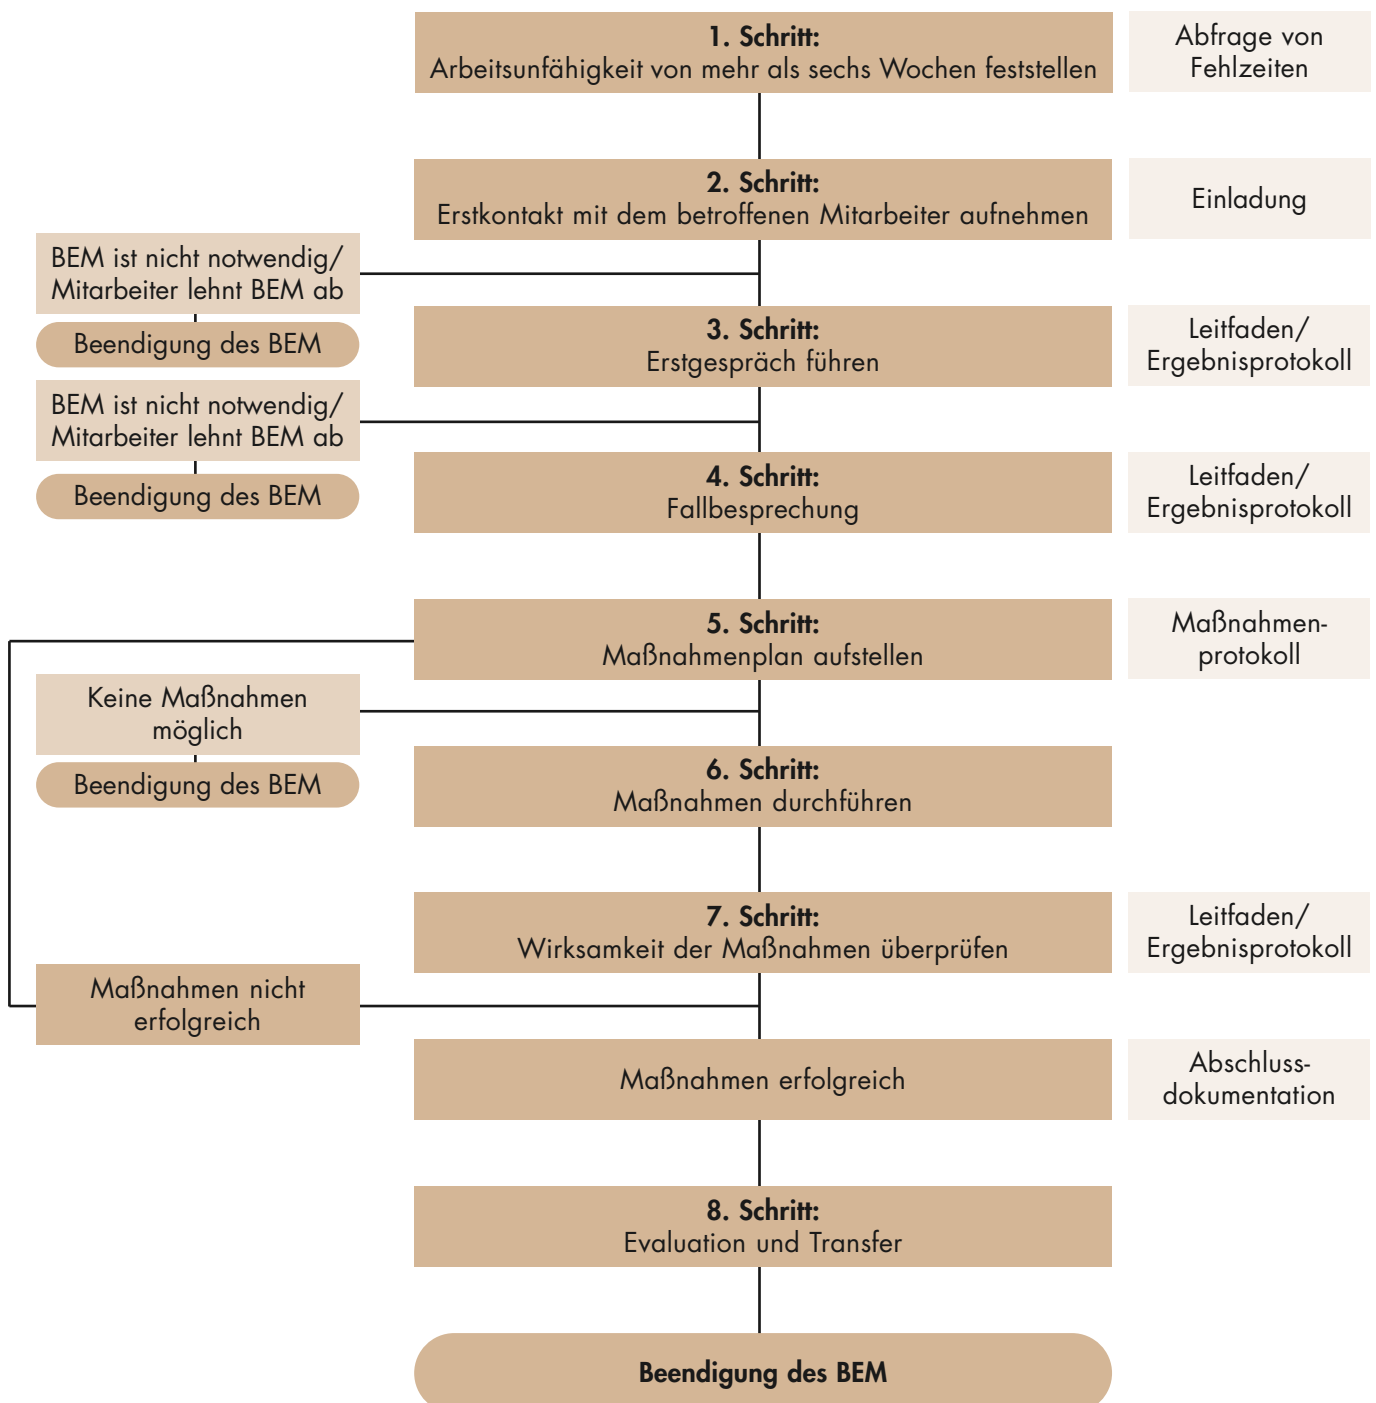 1. Schritt:
Arbeitsunfähigkeit von mehr als sechs Wochen feststellen
Abfrage von
Fehlzeiten
2. Schritt:
Erstkontakt mit dem betroffenen Mitarbeiter aufnehmen
Einladung
BEM ist nicht notwendig/
Mitarbeiter lehnt BEM ab
Beendigung des BEM
3. Schritt:
Erstgespräch führen
Leitfaden/
Ergebnisprotokoll
BEM ist nicht notwendig/
Mitarbeiter lehnt BEM ab
Beendigung des BEM
4. Schritt:
Fallbesprechung
Leitfaden/
Ergebnisprotokoll
5. Schritt:
Maßnahmenplan aufstellen
Maßnahmen-
protokoll
Keine Maßnahmen
möglich
Beendigung des BEM
6. Schritt:
Maßnahmen durchführen
7. Schritt:
Wirksamkeit der Maßnahmen überprüfen
Leitfaden/
Ergebnisprotokoll
Maßnahmen nicht
erfolgreich
Maßnahmen erfolgreich
Abschluss-
dokumentation
8. Schritt:
Evaluation und Transfer
Beendigung des BEM